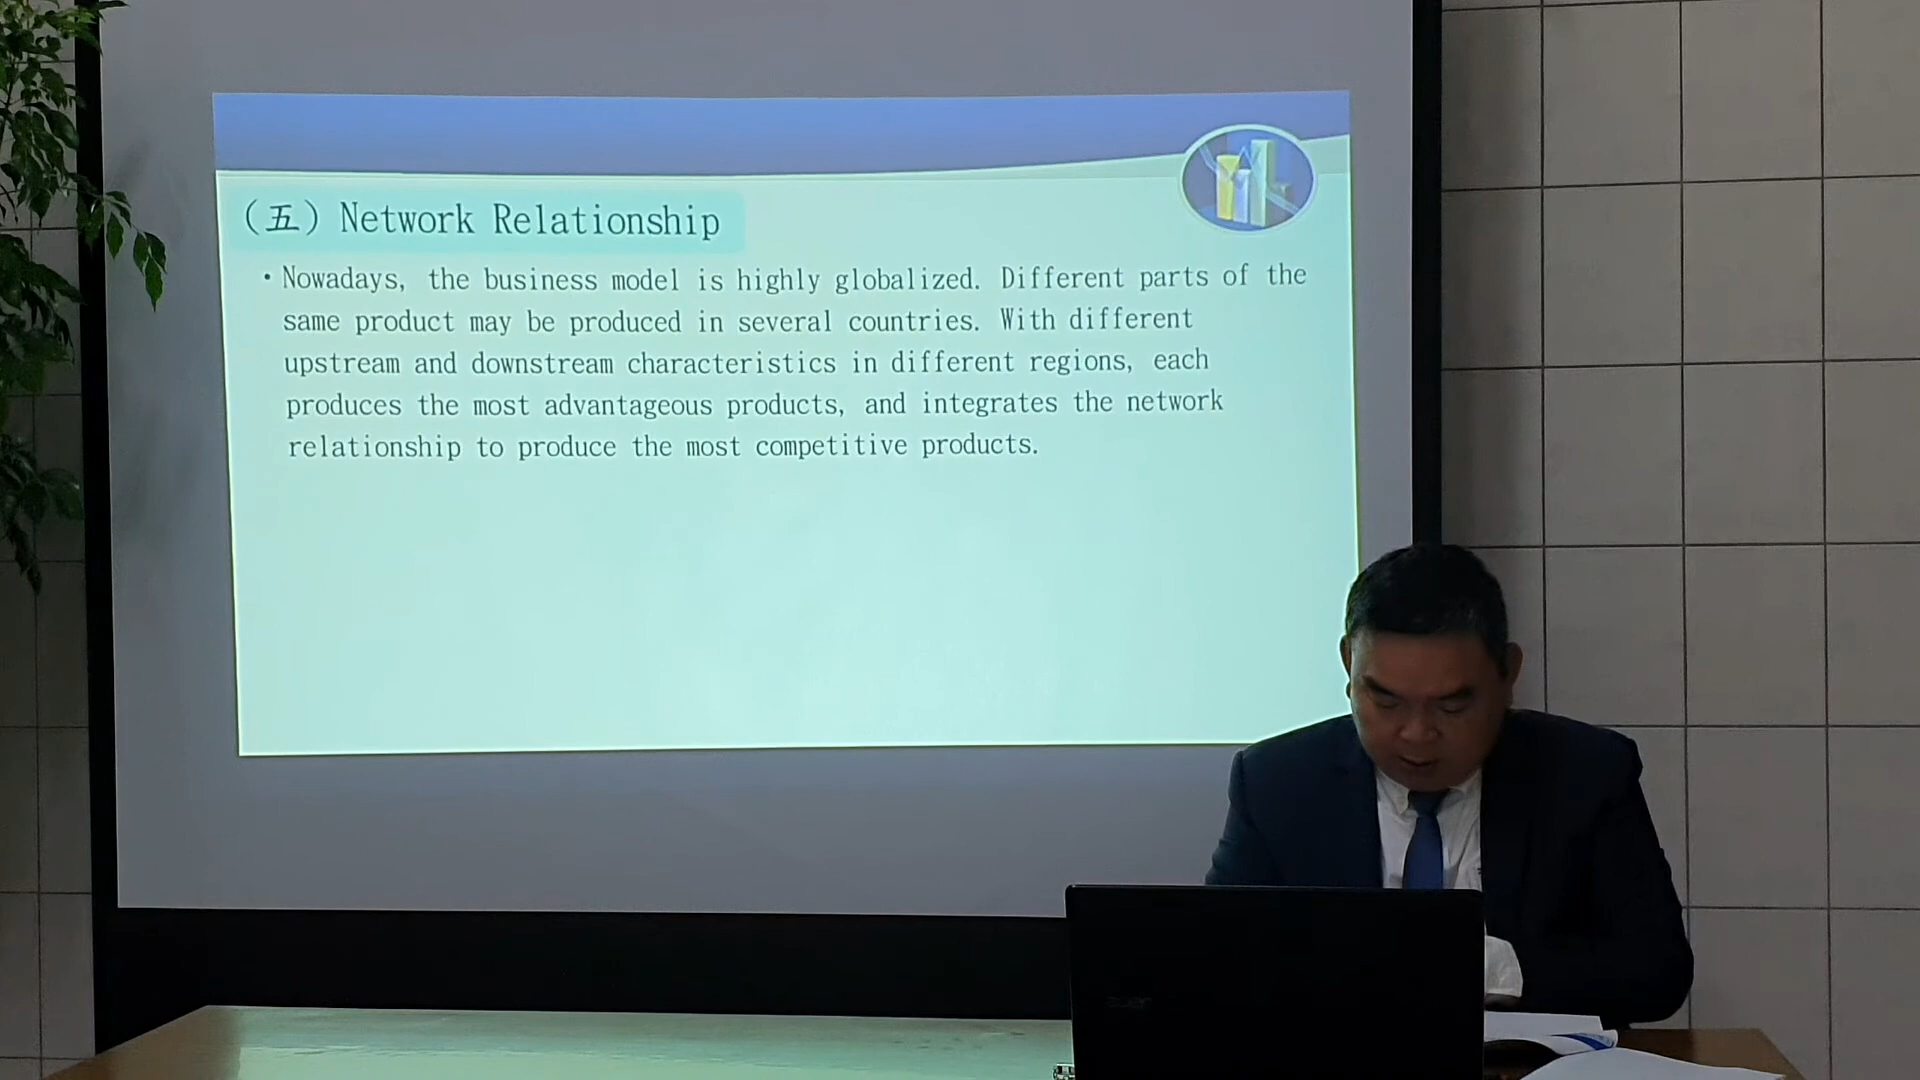 （五）Network Relationship
• Nowadays, the business model is highly globalized. Different parts of the
same product may be produced in several countries. With different
upstream and downstream characteristics in different regions, each
produces the most advantageous products, and integrates the network
relationship to produce the most competitive products.
acer